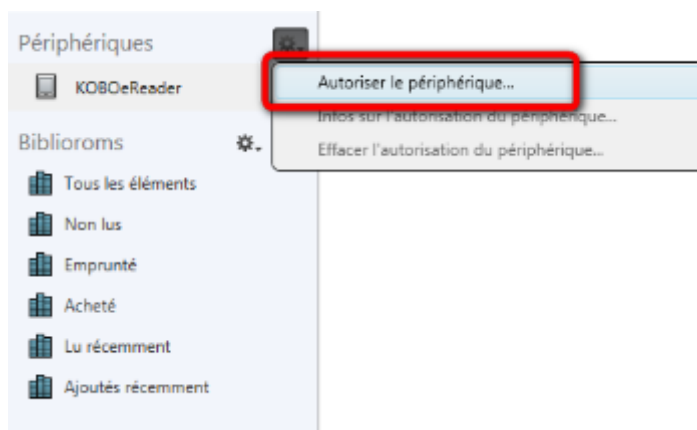 Périphériques
Autoriser le périphérique...
KOBOeReader
Infos sur l'autorisation du périphérique...
Biblioroms
Effacer l'autorisation du périphérique...
Tous les éléments
Non lus
Emprunté
Acheté
Lu récemment
Ajoutés récemment